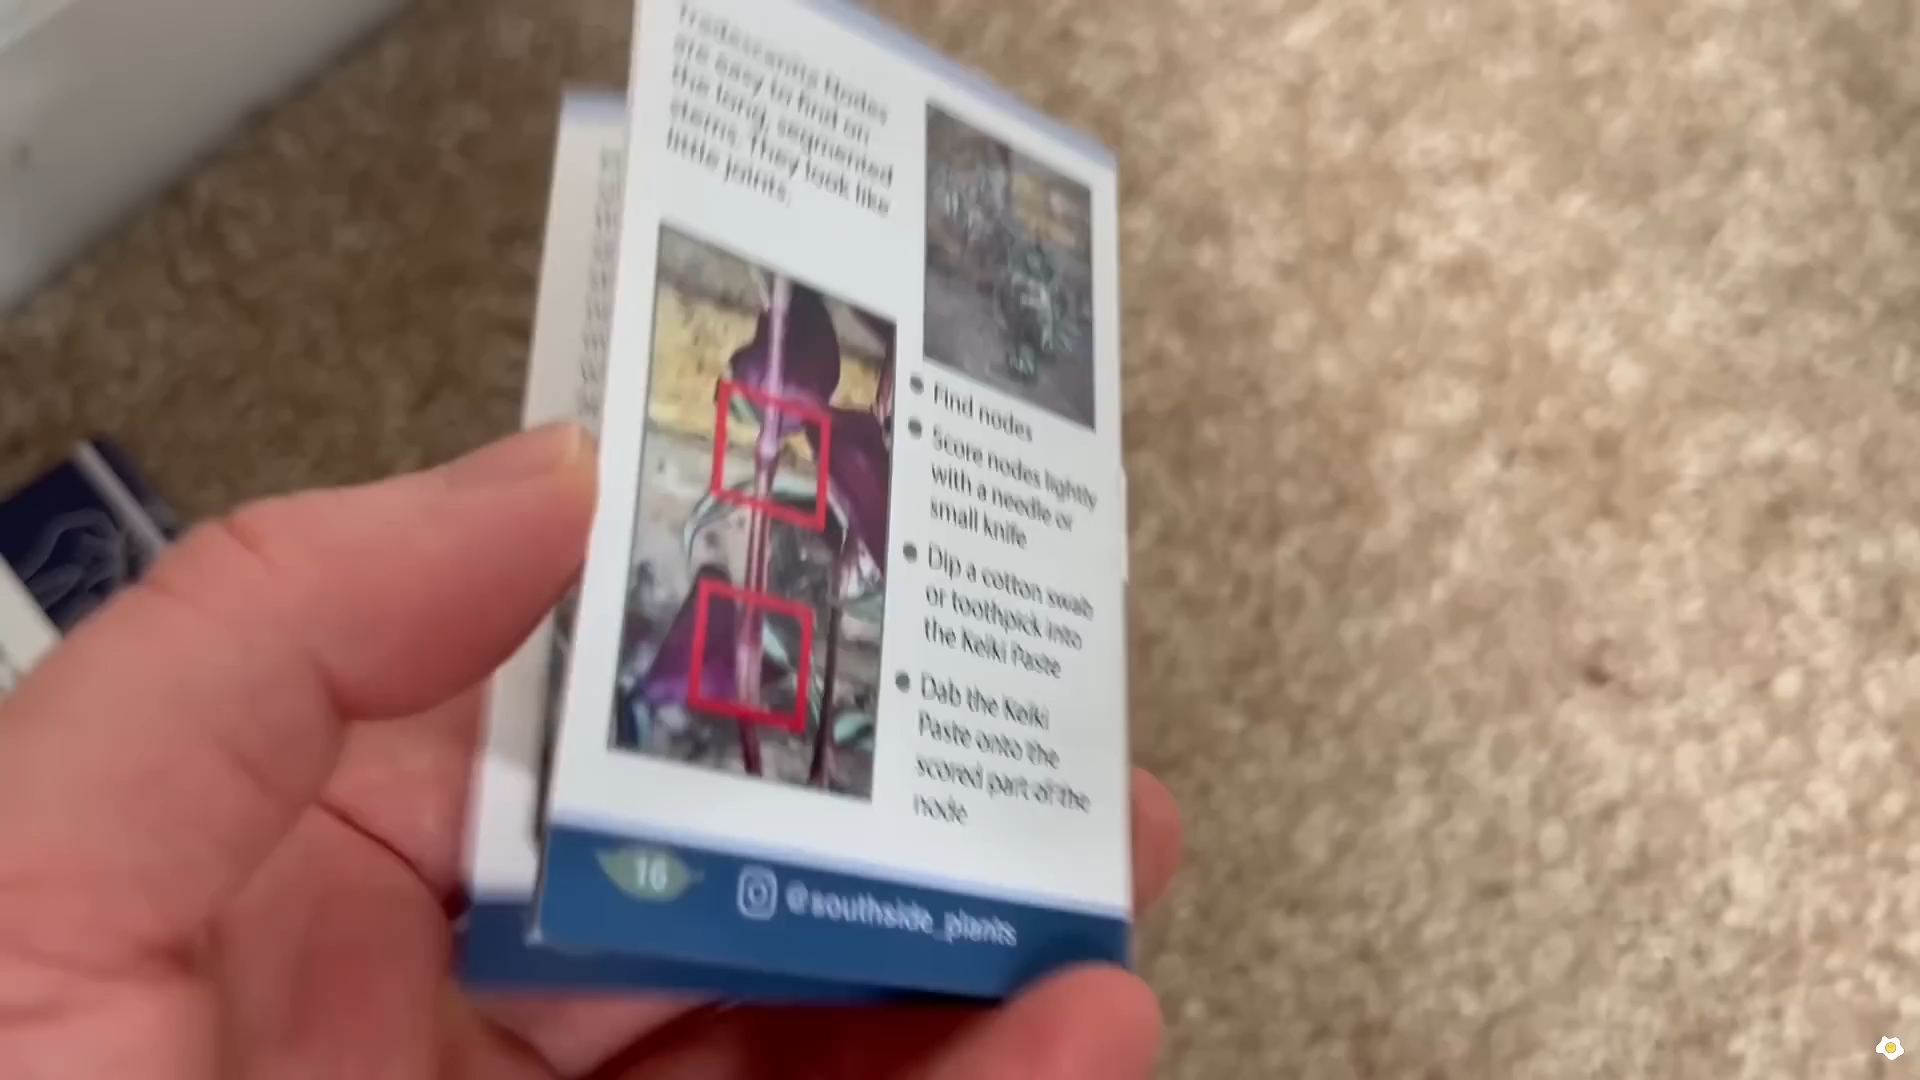 Tradescantia Nodes
are easy to find on
the long, segmented
stems. They look like
little joints.
Find nodes
Score nodes lightly
with a needle or
small knife
Dip a cotton swab
or toothpick into
the Keiki Paste
Dab the Keiki
Paste onto the
scored part of the
node
16
@southside_plants